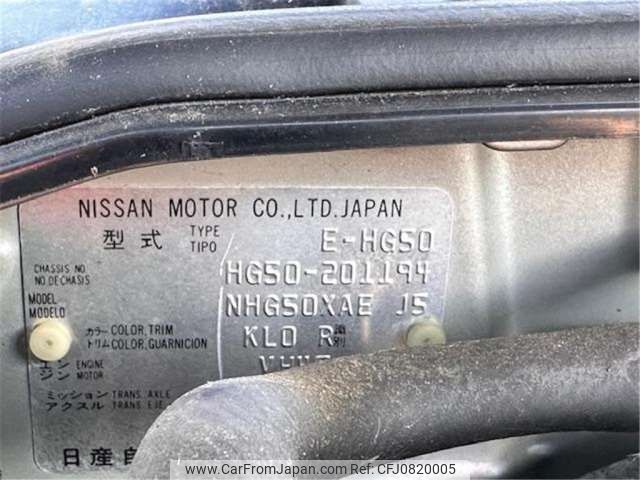 NISSAN MOTOR CO.,LTD.JAPAN
型式 TYPE TIPO E-HG50
CHASSIS NO NO DE CHASIS HG50-201194
MODEL MODELO NHG50XAE J5
カラー COLOR, TRIM トリム COLOR, GUARNICION KL0 R 識別
エンジン ENGINE MOTOR
ミッション TRANS. AXLE
アクスル TRANS. EJE
日産自
www.CarFromJapan.com | Ref-CFJ0820005